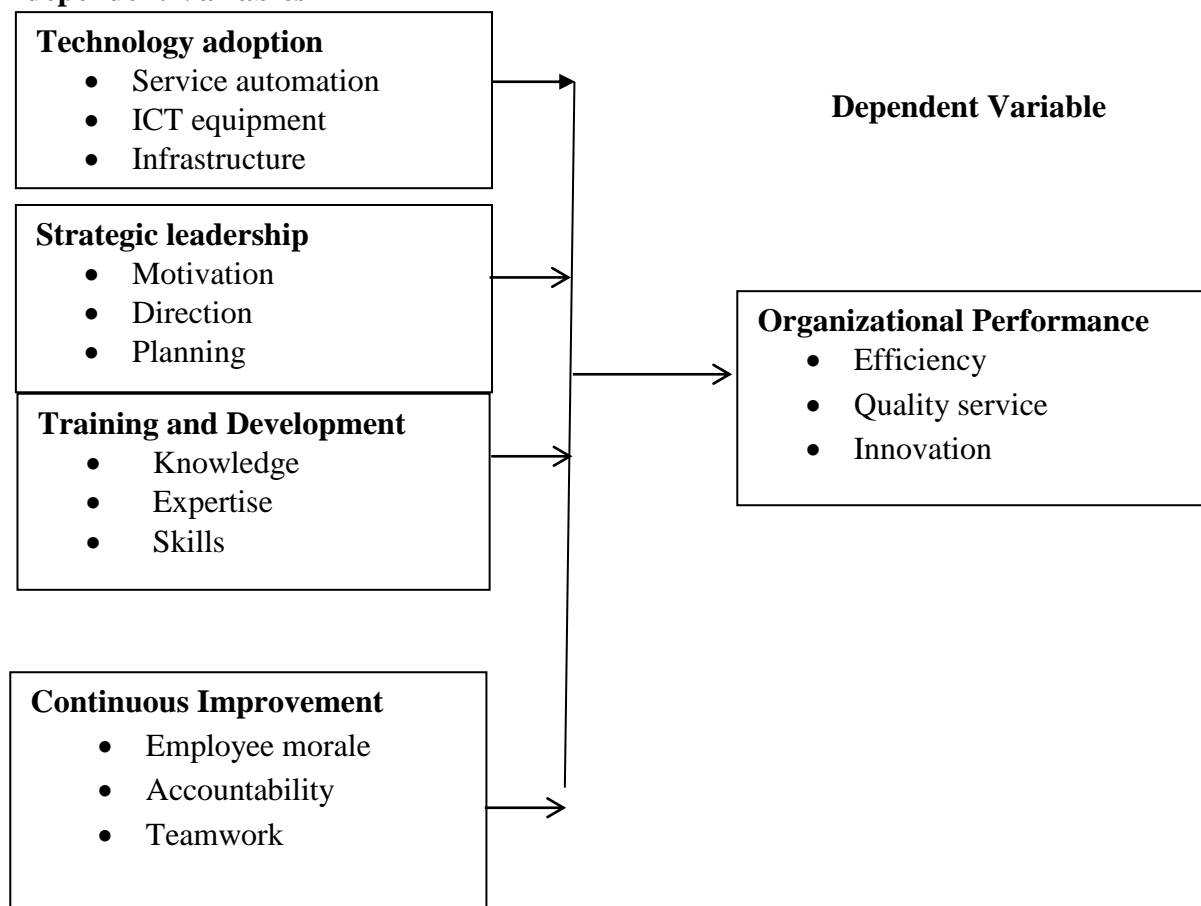 Technology adoption
• Service automation
• ICT equipment
• Infrastructure
Strategic leadership
• Motivation
• Direction
• Planning
Training and Development
• Knowledge
• Expertise
• Skills
Continuous Improvement
• Employee morale
• Accountability
• Teamwork
Dependent Variable
Organizational Performance
• Efficiency
• Quality service
• Innovation